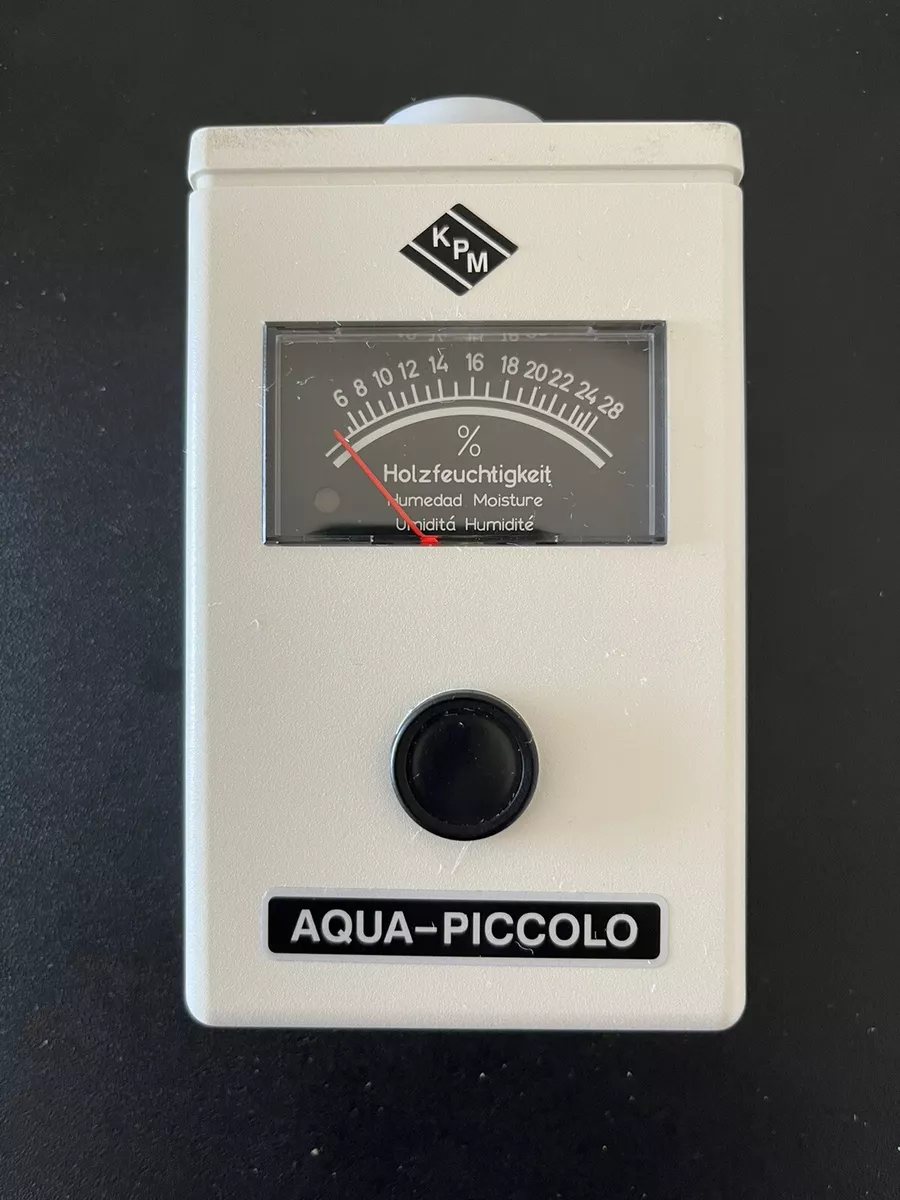 KPM
6 8 10 12 14 16 18 20 22 24 28
%
Holzfeuchtigkeit
Humedad Moisture
Umiditá Humidité
AQUA-PICCOLO